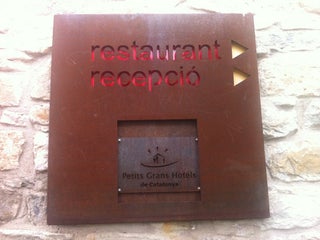 restaurant
recepció
Petits Grans Hotels
de Catalunya